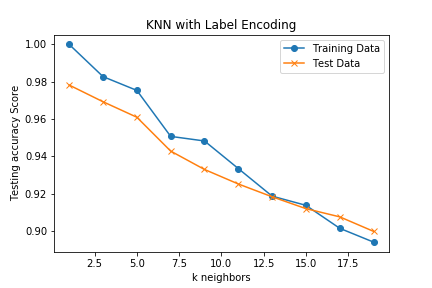 KNN with Label Encoding
Training Data
Test Data
Testing accuracy Score
1.00
0.98
0.96
0.94
0.92
0.90
2.5 5.0 7.5 10.0 12.5 15.0 17.5
k neighbors